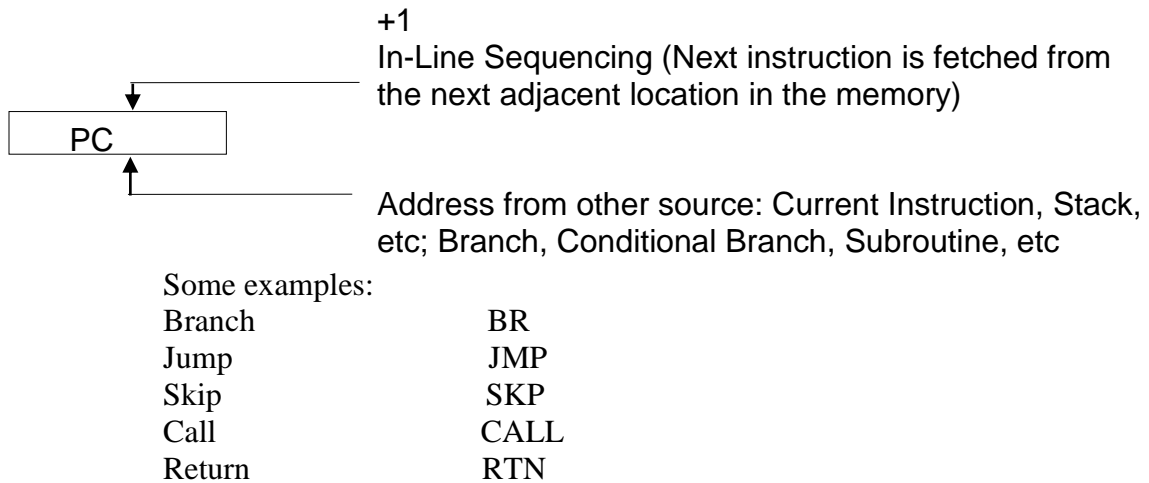 +1
In-Line Sequencing (Next instruction is fetched from
the next adjacent location in the memory)
PC
Address from other source: Current Instruction, Stack,
etc; Branch, Conditional Branch, Subroutine, etc
Some examples:
Branch BR
Jump JMP
Skip SKP
Call CALL
Return RTN